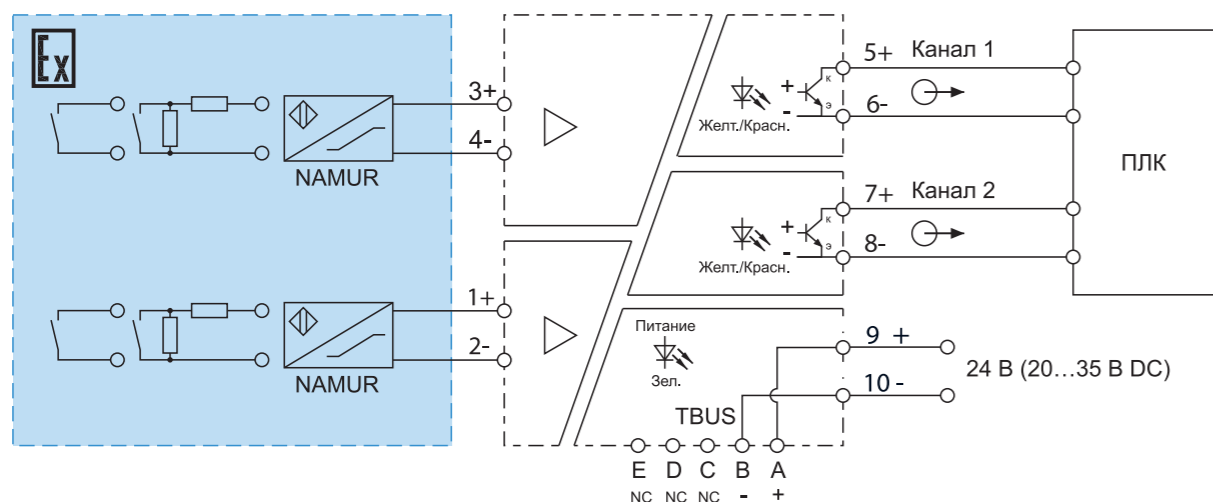 Ex
3+
4-
NAMUR
1+
2-
NAMUR
+
-
к
э
Желт./Красн.
5+ Канал 1
6-
+
-
к
э
Желт./Красн.
7+ Канал 2
8-
ПЛК
Питание
Зел.
9 +
10 -
24 В (20…35 В DC)
TBUS
E D C B A
NC NC NC - +